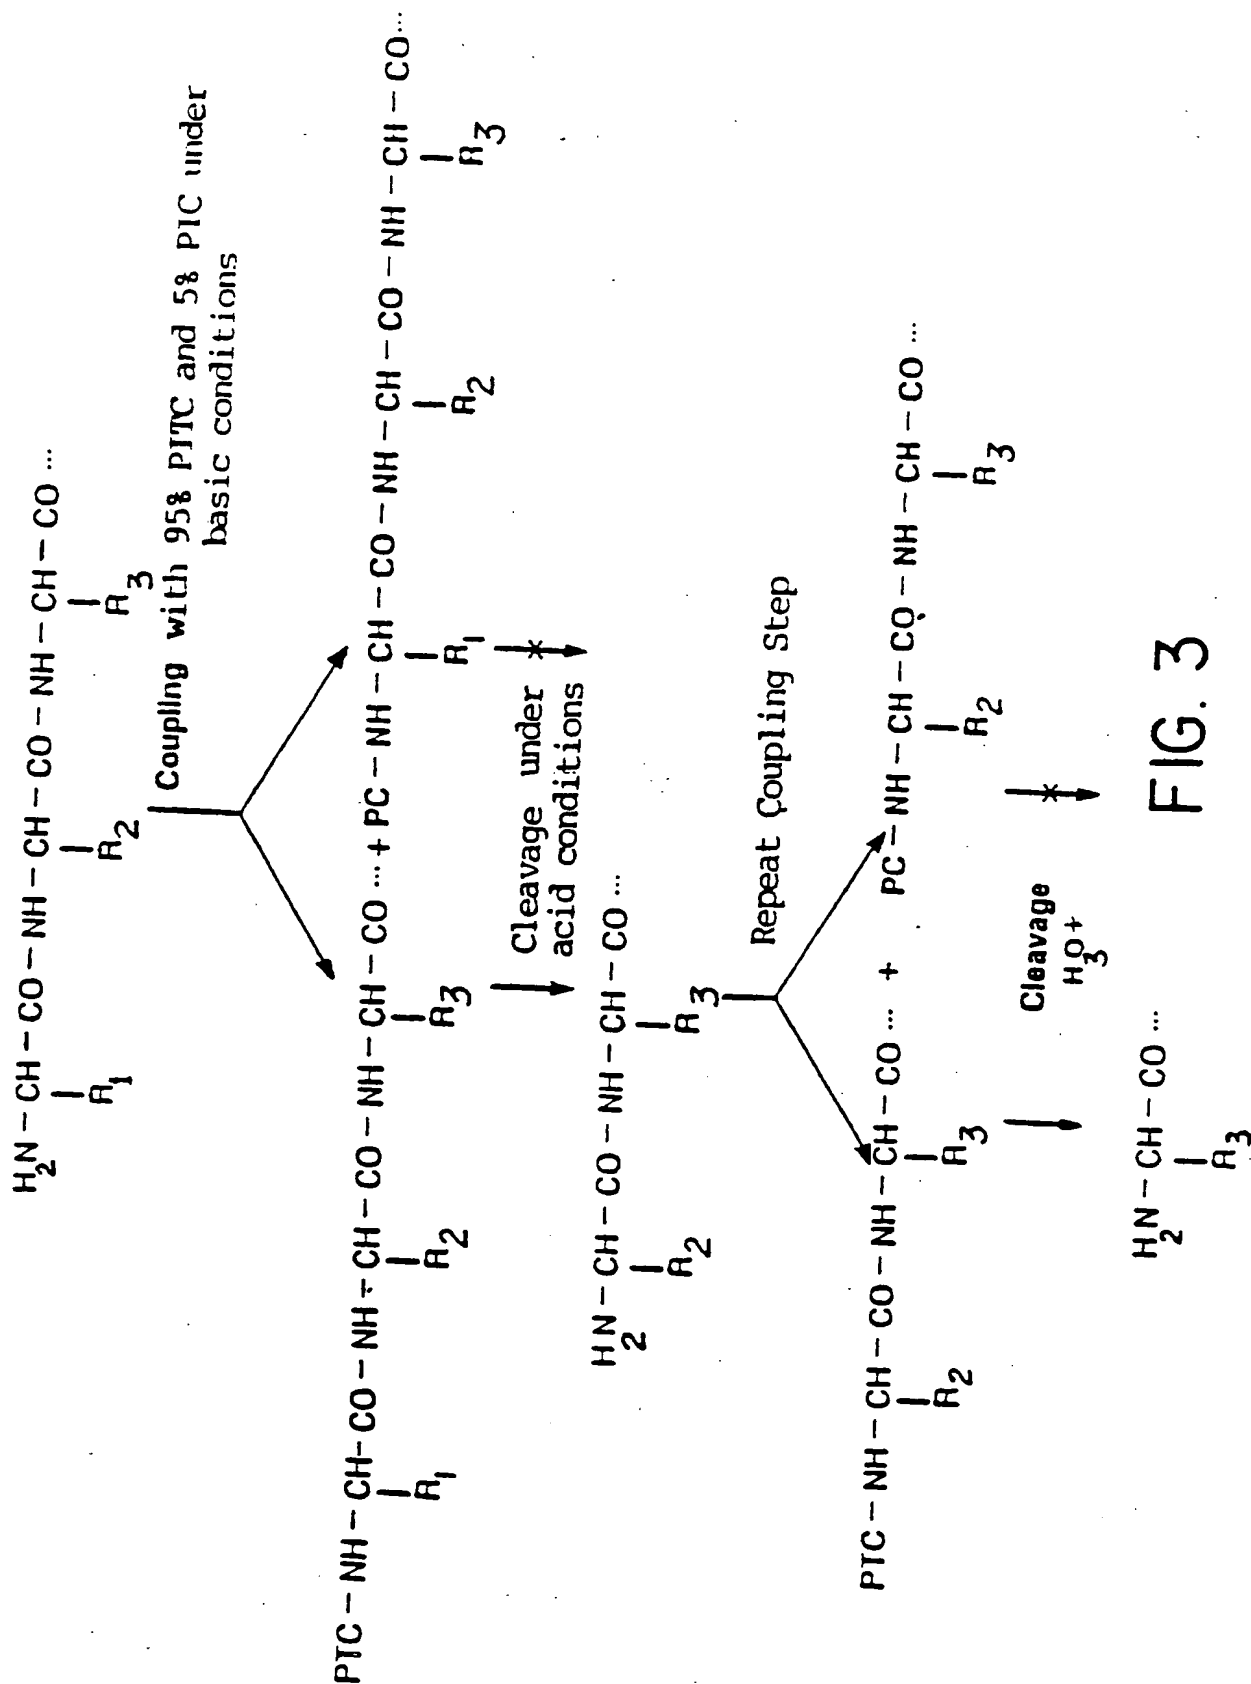 H2N—CH—CO—NH—CH—CO—NH—CH—CO...
R1 R2 R3
Coupling with 95% PITC and 5% PIC under
basic conditions
PTC—NH—CH—CO—NH—CH—CO—NH—CH—CO...+ PC—NH—CH—CO—NH—CH—CO—NH—CH—CO...
R1 R2 R3 R1 R2 R3
Cleavage under
acid conditions
H2N—CH—CO—NH—CH—CO...
R2 R3
Repeat Coupling Step
PTC—NH—CH—CO—NH—CH—CO... + PC—NH—CH—CO—NH—CH—CO...
R2 R3 R2 R3
Cleavage
H3O+
H2N—CH—CO...
R3
FIG. 3